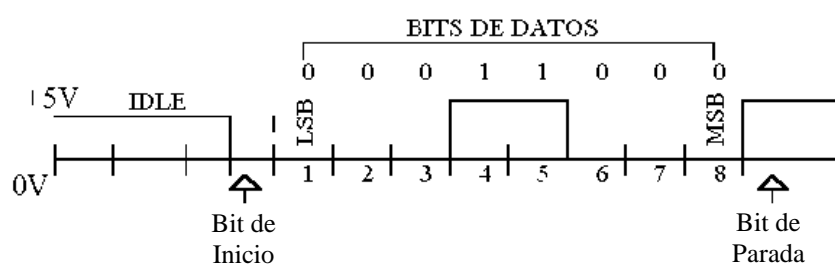 BITS DE DATOS
0 0 0 1 1 0 0 0
+5V IDLE LSB MSB
0V 1 2 3 4 5 6 7 8
Bit de
Inicio
Bit de
Parada